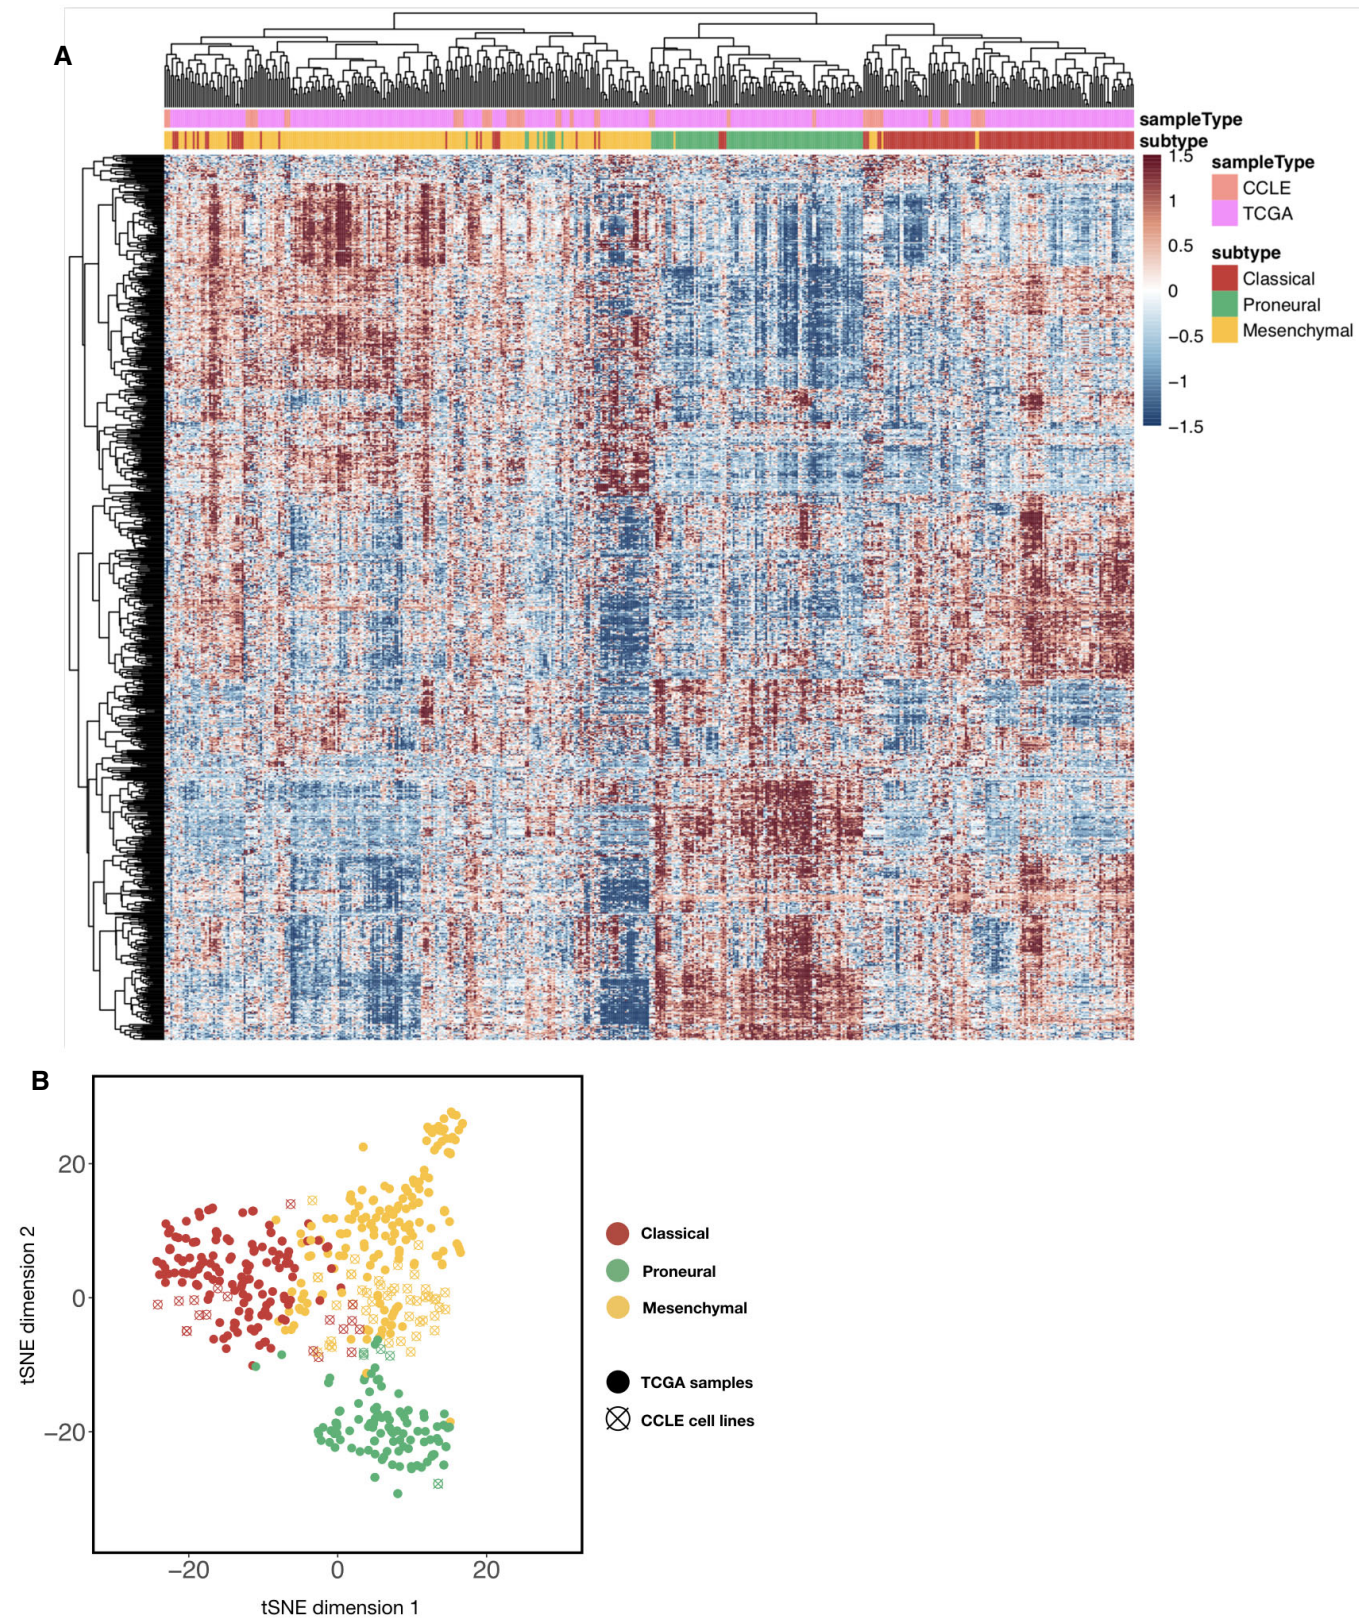 A
sampleType
subtype
1.5
1
0.5
0
−0.5
−1
−1.5
sampleType
CCLE
TCGA
subtype
Classical
Proneural
Mesenchymal
B
20
0
−20
tSNE dimension 2
−20
0
20
tSNE dimension 1
Classical
Proneural
Mesenchymal
TCGA samples
CCLE cell lines